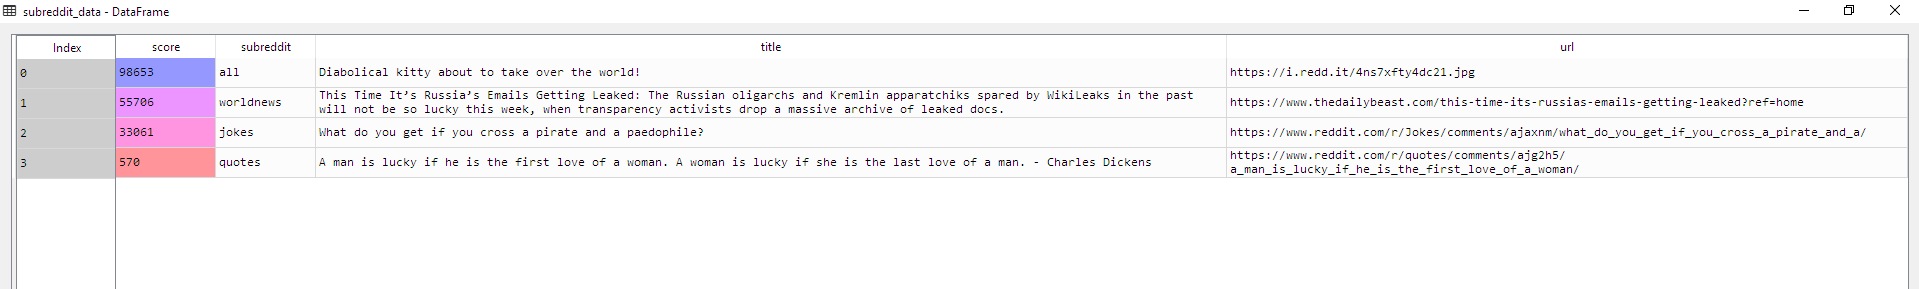 subreddit_data - DataFrame
Index score subreddit title url
0 98653 all Diabolical kitty about to take over the world! https://i.redd.it/4ns7xfty4dc21.jpg
1 55706 worldnews This Time It’s Russia’s Emails Getting Leaked: The Russian oligarchs and Kremlin apparatchiks spared by WikiLeaks in the past
will not be so lucky this week, when transparency activists drop a massive archive of leaked docs. https://www.thedailybeast.com/this-time-its-russias-emails-getting-leaked?ref=home
2 33061 jokes What do you get if you cross a pirate and a paedophile? https://www.reddit.com/r/Jokes/comments/ajaxnm/what_do_you_get_if_you_cross_a_pirate_and_a/
3 570 quotes A man is lucky if he is the first love of a woman. A woman is lucky if she is the last love of a man. - Charles Dickens https://www.reddit.com/r/quotes/comments/ajg2h5/
a_man_is_lucky_if_he_is_the_first_love_of_a_woman/